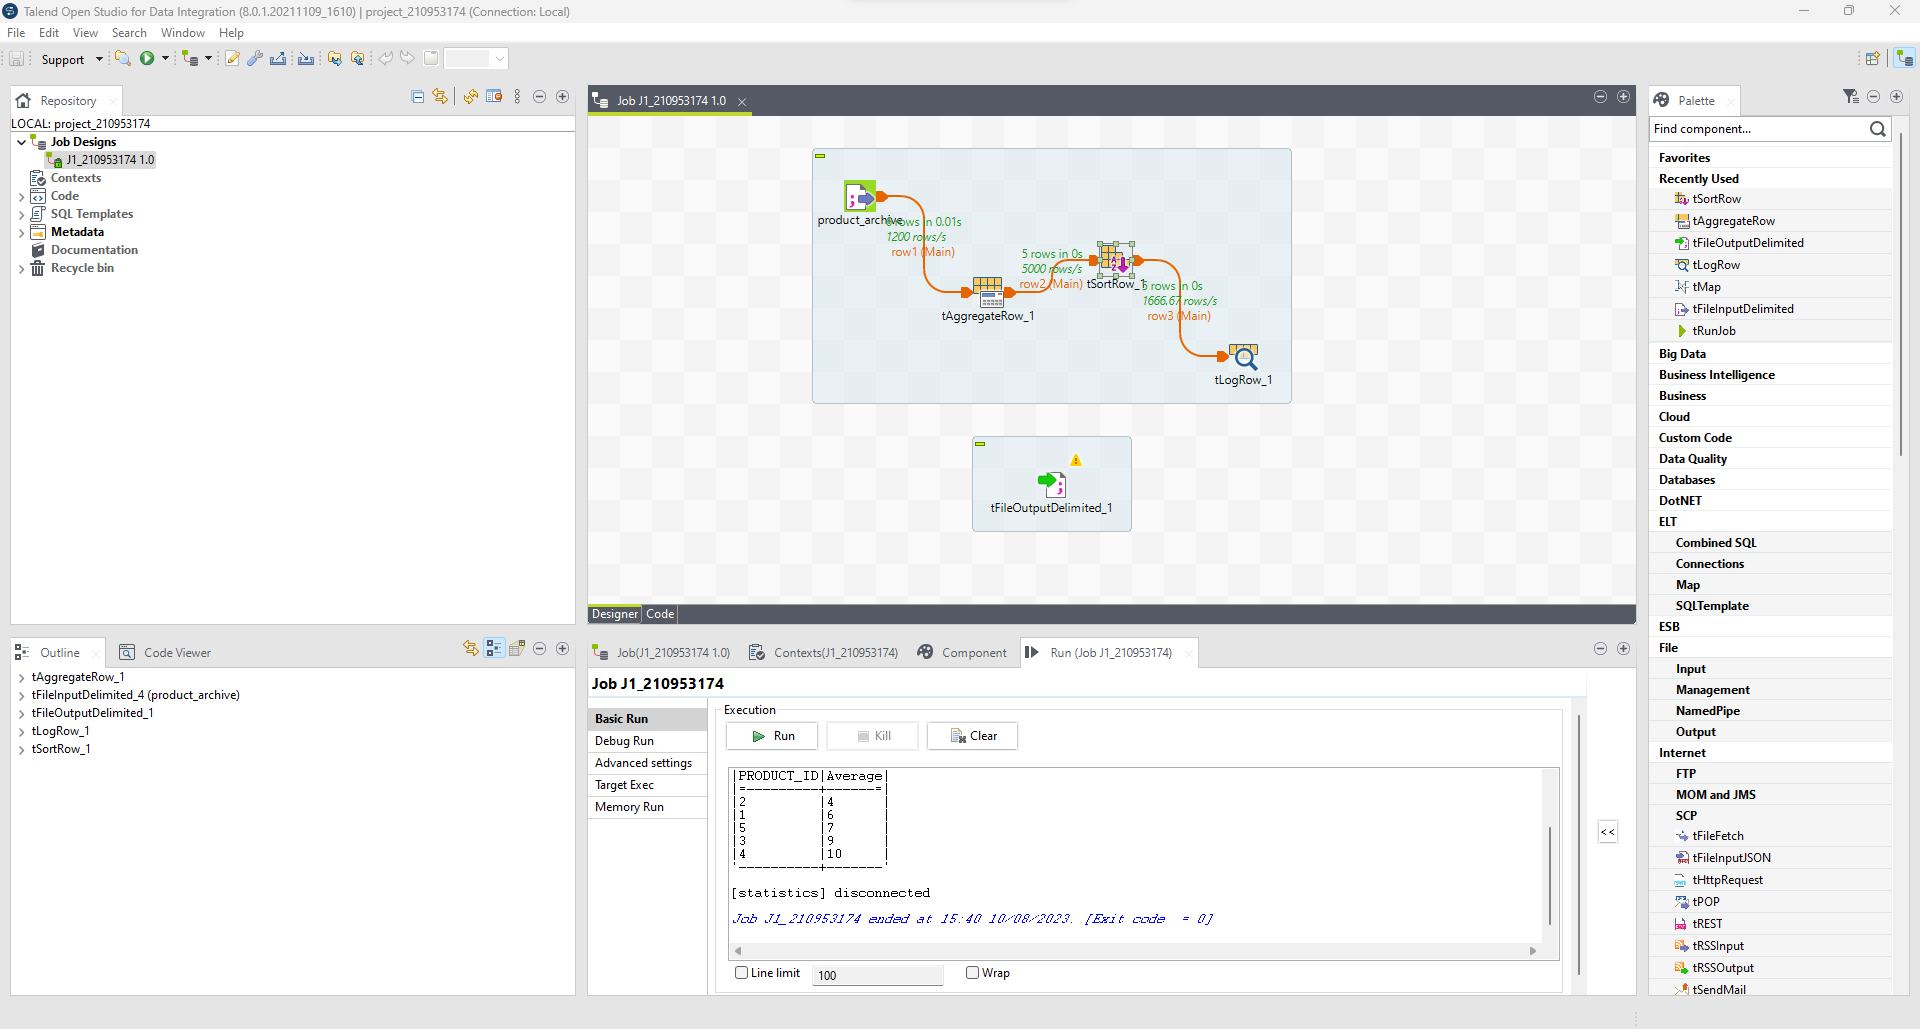 Talend Open Studio for Data Integration (8.0.1.20211109_1610) | project_210953174 (Connection: Local)
File Edit View Search Window Help
Support
Repository
LOCAL: project_210953174
Job Designs
J1_210953174 1.0
Contexts
Code
SQL Templates
Metadata
Documentation
Recycle bin
Job J1_210953174 1.0
product_archive
rows in 0.01s
1200 rows/s
row1 (Main)
5 rows in 0s
5000 rows/s
row2 (Main)
tSortRow_1
5 rows in 0s
1666.67 rows/s
row3 (Main)
tAggregateRow_1
tLogRow_1
tFileOutputDelimited_1
Designer Code
Palette
Find component...
Favorites
Recently Used
tSortRow
tAggregateRow
tFileOutputDelimited
tLogRow
tMap
tFileInputDelimited
tRunJob
Big Data
Business Intelligence
Business
Cloud
Custom Code
Data Quality
Databases
DotNET
ELT
Combined SQL
Connections
Map
SQLTemplate
ESB
File
Input
Management
NamedPipe
Output
Internet
FTP
MOM and JMS
SCP
tFileFetch
tFileInputJSON
tHttpRequest
tPOP
tREST
tRSSInput
tRSSOutput
tSendMail
Outline Code Viewer
tAggregateRow_1
tFileInputDelimited_4 (product_archive)
tFileOutputDelimited_1
tLogRow_1
tSortRow_1
Job(J1_210953174 1.0) Contexts(J1_210953174) Component Run (Job J1_210953174)
Job J1_210953174
Basic Run
Debug Run
Advanced settings
Target Exec
Memory Run
Execution
Run Kill Clear
|PRODUCT_ID|Average|
|=----------+------=|
|2 |4 |
|1 |6 |
|5 |7 |
|3 |9 |
|4 |10 |
'----------+-------'
[statistics] disconnected
Job J1_210953174 ended at 15:40 10/08/2023. [Exit code = 0]
Line limit 100 Wrap
<<